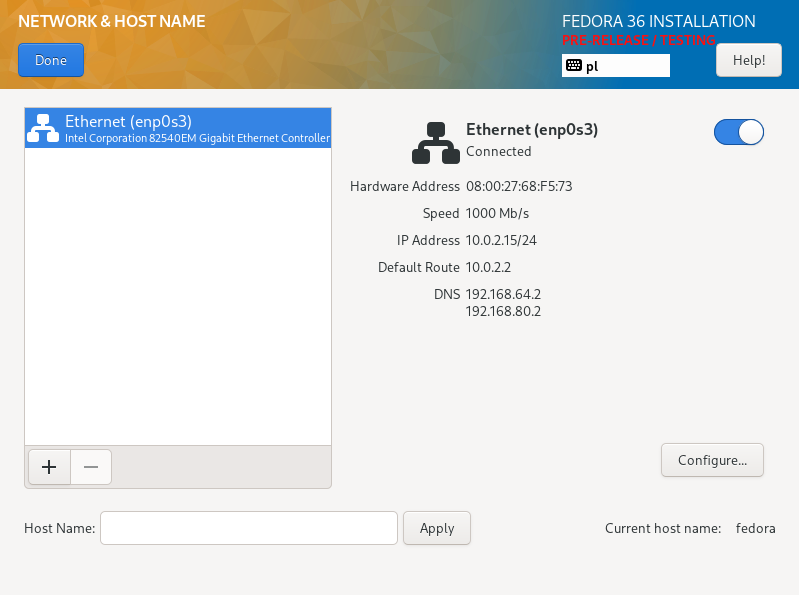 NETWORK & HOST NAME
FEDORA 36 INSTALLATION
PRE-RELEASE / TESTING
Done
pl
Help!
Ethernet (enp0s3)
Intel Corporation 82540EM Gigabit Ethernet Controller
Ethernet (enp0s3)
Connected
Hardware Address 08:00:27:68:F5:73
Speed 1000 Mb/s
IP Address 10.0.2.15/24
Default Route 10.0.2.2
DNS 192.168.64.2
192.168.80.2
Configure...
Host Name:
Apply
Current host name: fedora